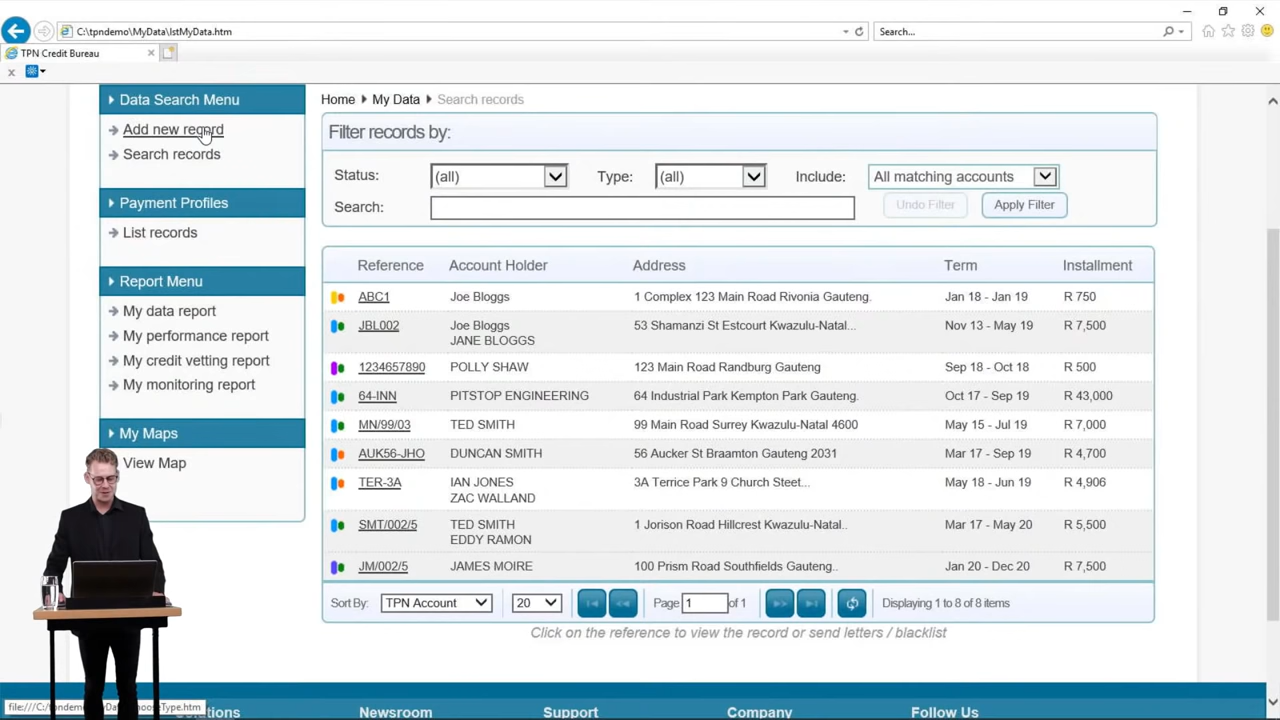 C:\tpndemo\MyData\lstMyData.htm
Search...
TPN Credit Bureau
Data Search Menu
Add new record
Search records
Payment Profiles
List records
Report Menu
My data report
My performance report
My credit vetting report
My monitoring report
My Maps
View Map
Home My Data Search records
Filter records by:
Status: (all) Type: (all) Include: All matching accounts
Search: Undo Filter Apply Filter
Reference Account Holder Address Term Installment
ABC1 Joe Bloggs 1 Complex 123 Main Road Rivonia Gauteng. Jan 18 - Jan 19 R 750
JBL002 Joe Bloggs 53 Shamanzi St Estcourt Kwazulu-Natal... Nov 13 - May 19 R 7,500
JANE BLOGGS
1234657890 POLLY SHAW 123 Main Road Randburg Gauteng Sep 18 - Oct 18 R 500
64-INN PITSTOP ENGINEERING 64 Industrial Park Kempton Park Gauteng. Oct 17 - Sep 19 R 43,000
MN/99/03 TED SMITH 99 Main Road Surrey Kwazulu-Natal 4600 May 15 - Jul 19 R 7,000
AUK56-JHO DUNCAN SMITH 56 Aucker St Braamton Gauteng 2031 Mar 17 - Sep 19 R 4,700
TER-3A IAN JONES 3A Terrice Park 9 Church Steet... May 18 - Jun 19 R 4,906
ZAC WALLAND
SMT/002/5 TED SMITH 1 Jorison Road Hillcrest Kwazulu-Natal.. Mar 17 - May 20 R 5,500
EDDY RAMON
JM/002/5 JAMES MOIRE 100 Prism Road Southfields Gauteng.. Jan 20 - Dec 20 R 7,500
Sort By: TPN Account 20 Page 1 of 1 Displaying 1 to 8 of 8 items
Click on the reference to view the record or send letters / blacklist
Newsroom Support Company Follow Us